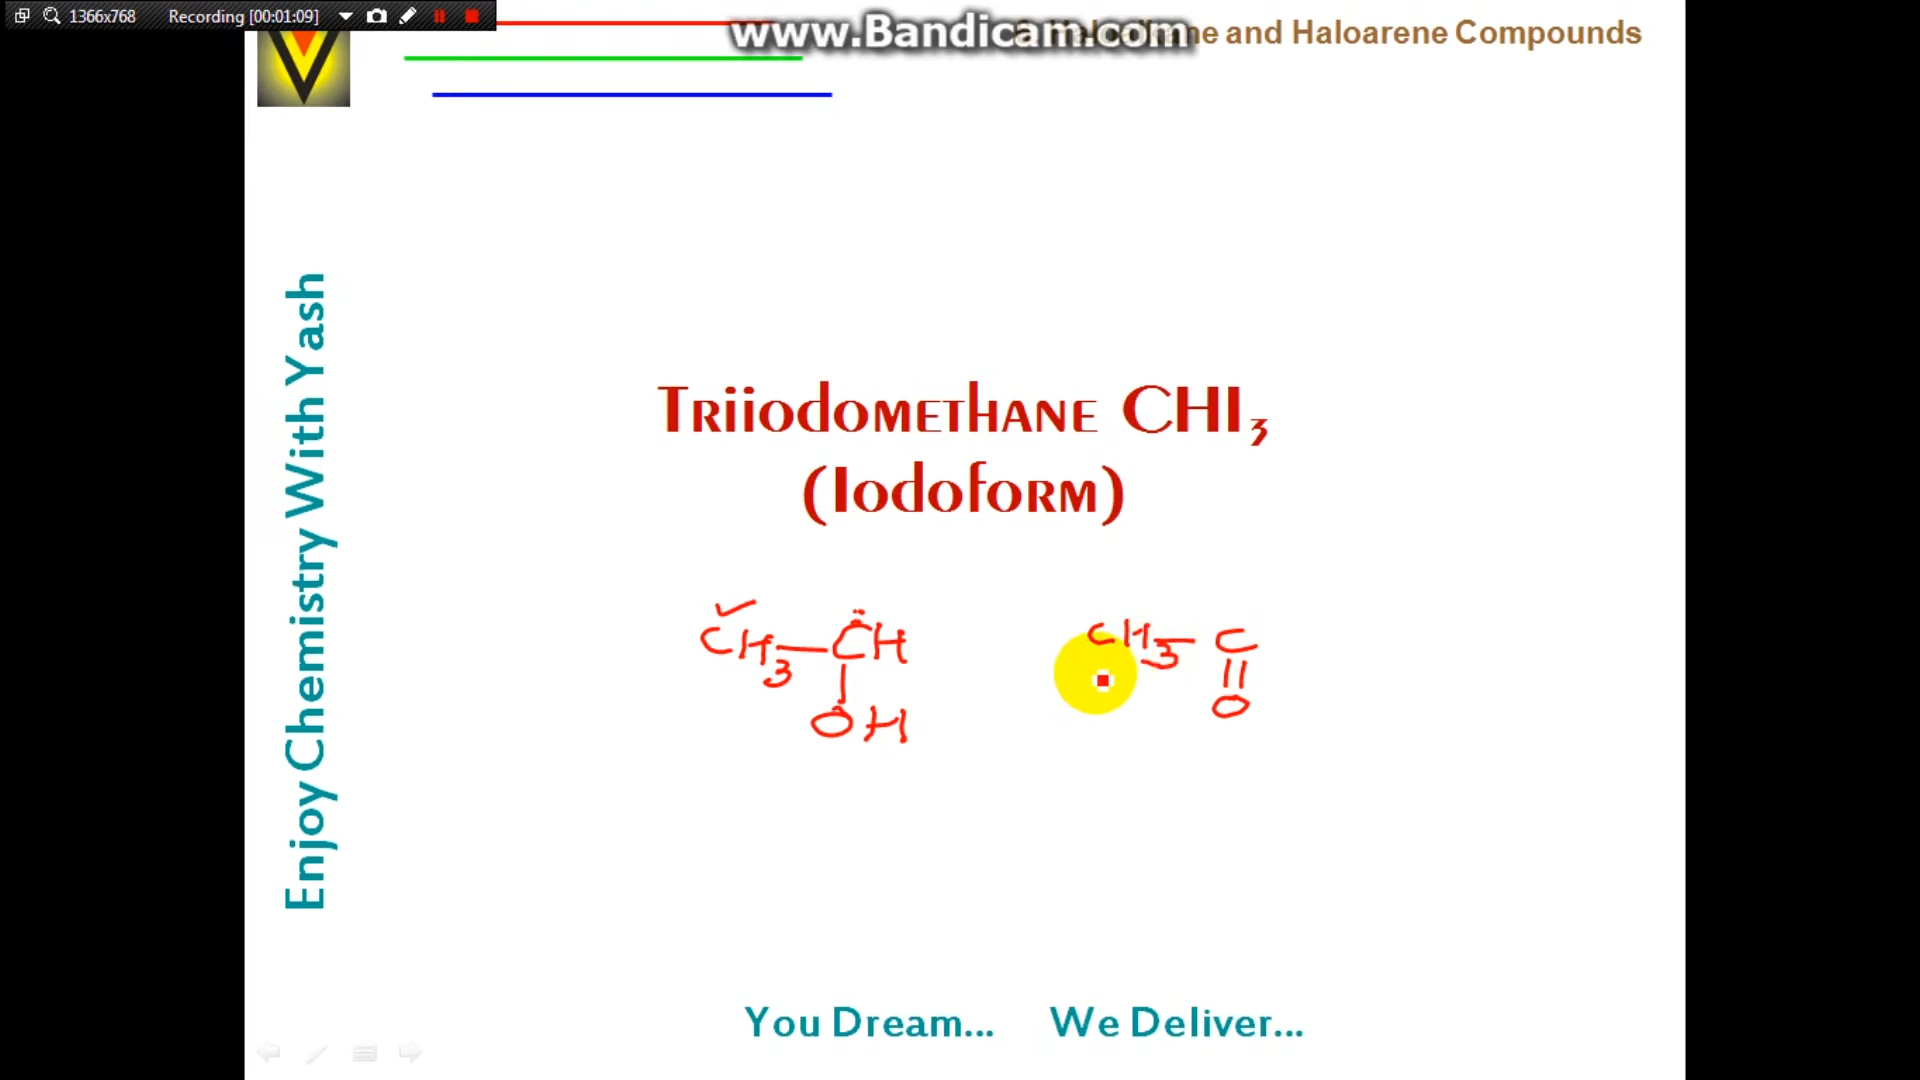 1366x768 Recording [00:01:09]
www.Bandicam.com
and Haloarene Compounds
Enjoy Chemistry With Yash
Triiodomethane CHI₃
(Iodoform)
CH₃—CH CH₃—C
OH O
You Dream... We Deliver...